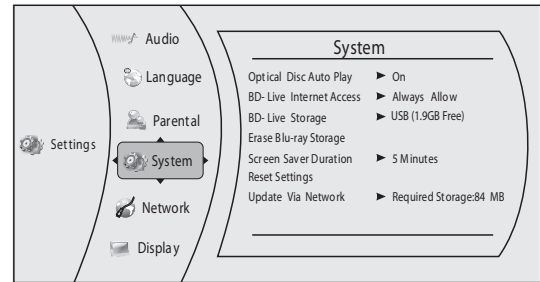 Settings
Audio
Language
Parental
System
Network
Display
System
Optical Disc Auto Play ► On
BD-Live Internet Access ► Always Allow
BD-Live Storage ► USB (1.9GB Free)
Erase Blu-ray Storage
Screen Saver Duration ► 5 Minutes
Reset Settings
Update Via Network ► Required Storage:84 MB